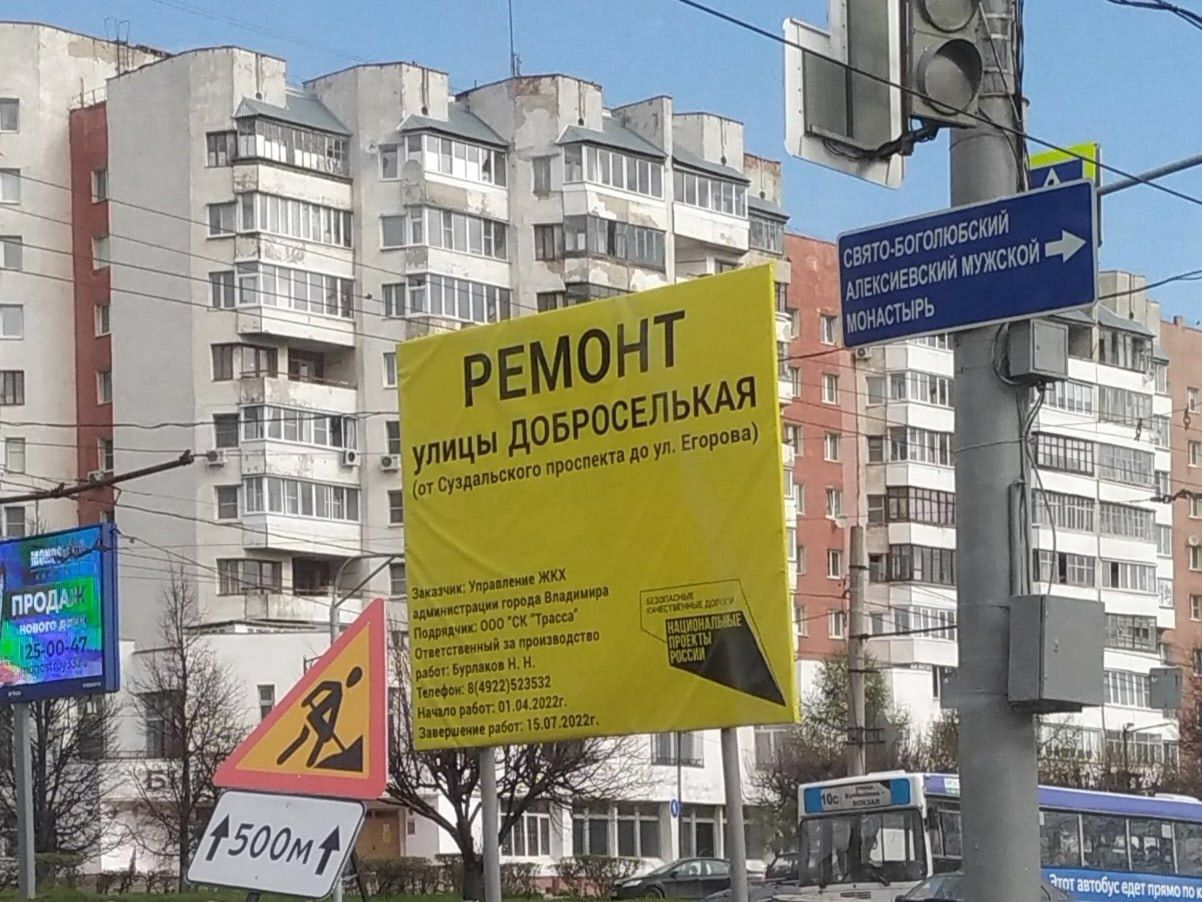 СВЯТО-БОГОЛЮБСКИЙ
АЛЕКСИЕВСКИЙ МУЖСКОЙ
МОНАСТЫРЬ
РЕМОНТ
УЛИЦЫ ДОБРОСЕЛЬКАЯ
(от Суздальского проспекта до ул. Егорова)
Заказчик: Управление ЖКХ
администрации города Владимира
Подрядчик: ООО "СК "Трасса"
Ответственный за производство
работ: Бурлаков Н. Н.
Телефон: 8(4922)523532
Начало работ: 01.04.2022г.
Завершение работ: 15.07.2022г.
БЕЗОПАСНЫЕ
КАЧЕСТВЕННЫЕ ДОРОГИ
НАЦИОНАЛЬНЫЕ
ПРОЕКТЫ
РОССИИ
ПРОДАЖ
НОВОГО
25-00-47
500м
10с
ВОКЗАЛ
Этот автобус едет прямо по